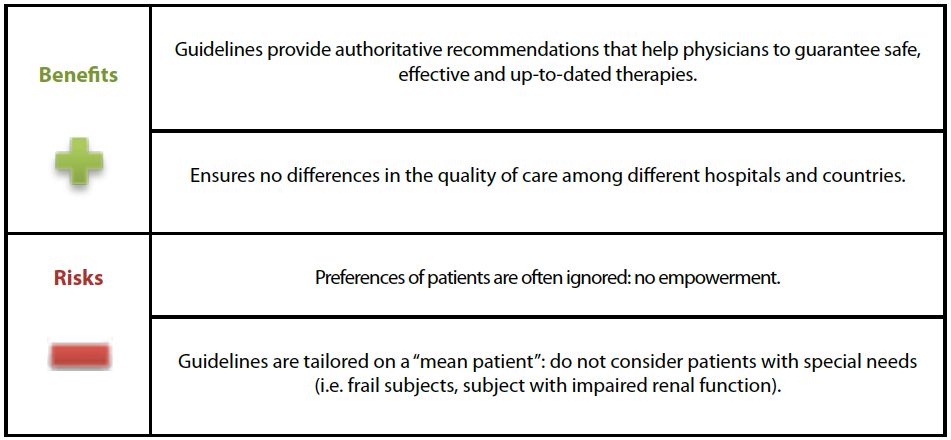 Benefits
Guidelines provide authoritative recommendations that help physicians to guarantee safe,
effective and up-to-dated therapies.
Ensures no differences in the quality of care among different hospitals and countries.
Risks
Preferences of patients are often ignored: no empowerment.
Guidelines are tailored on a “mean patient”: do not consider patients with special needs
(i.e. frail subjects, subject with impaired renal function).